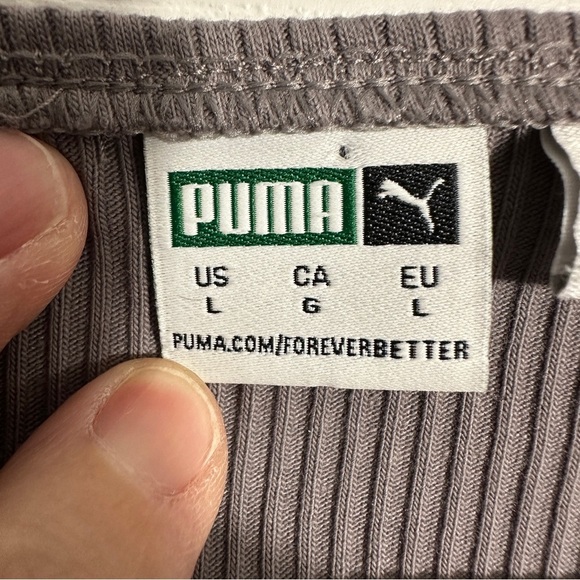 PUMA
US CA EU
L G L
PUMA.COM/FOREVERBETTER